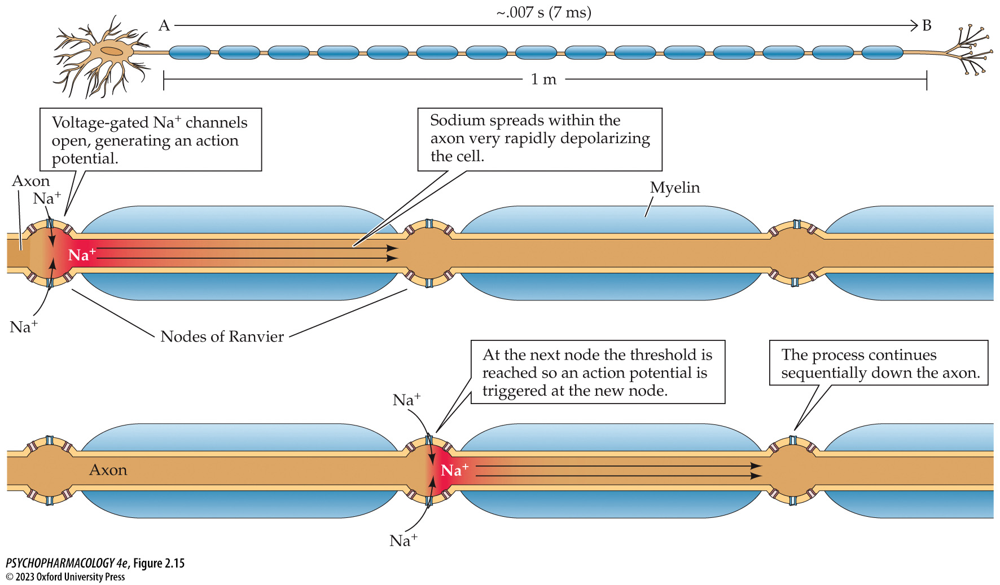 ~.007 s (7 ms)
A
B
1 m
Voltage-gated Na⁺ channels
open, generating an action
potential.
Sodium spreads within the
axon very rapidly depolarizing
the cell.
Axon
Na⁺
Myelin
Na⁺
Na⁺
Nodes of Ranvier
At the next node the threshold is
reached so an action potential is
triggered at the new node.
The process continues
sequentially down the axon.
Na⁺
Axon
Na⁺
Na⁺
PSYCHOPHARMACOLOGY 4e, Figure 2.15
© 2023 Oxford University Press